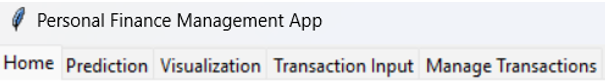 Personal Finance Management App
Home Prediction Visualization Transaction Input Manage Transactions